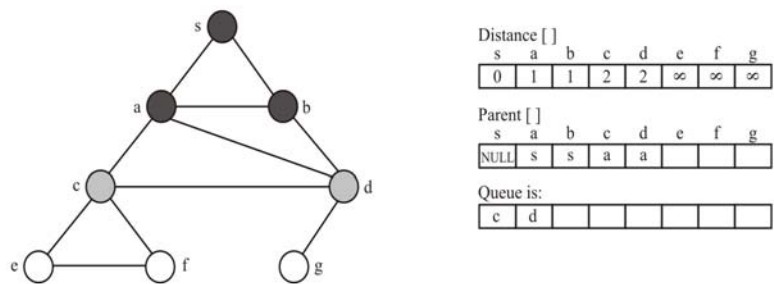 s
a
b
c
d
e
f
g
Distance [ ]
s a b c d e f g
0 1 1 2 2 ∞ ∞ ∞
Parent [ ]
s a b c d e f g
NULL s s a a
Queue is:
c d